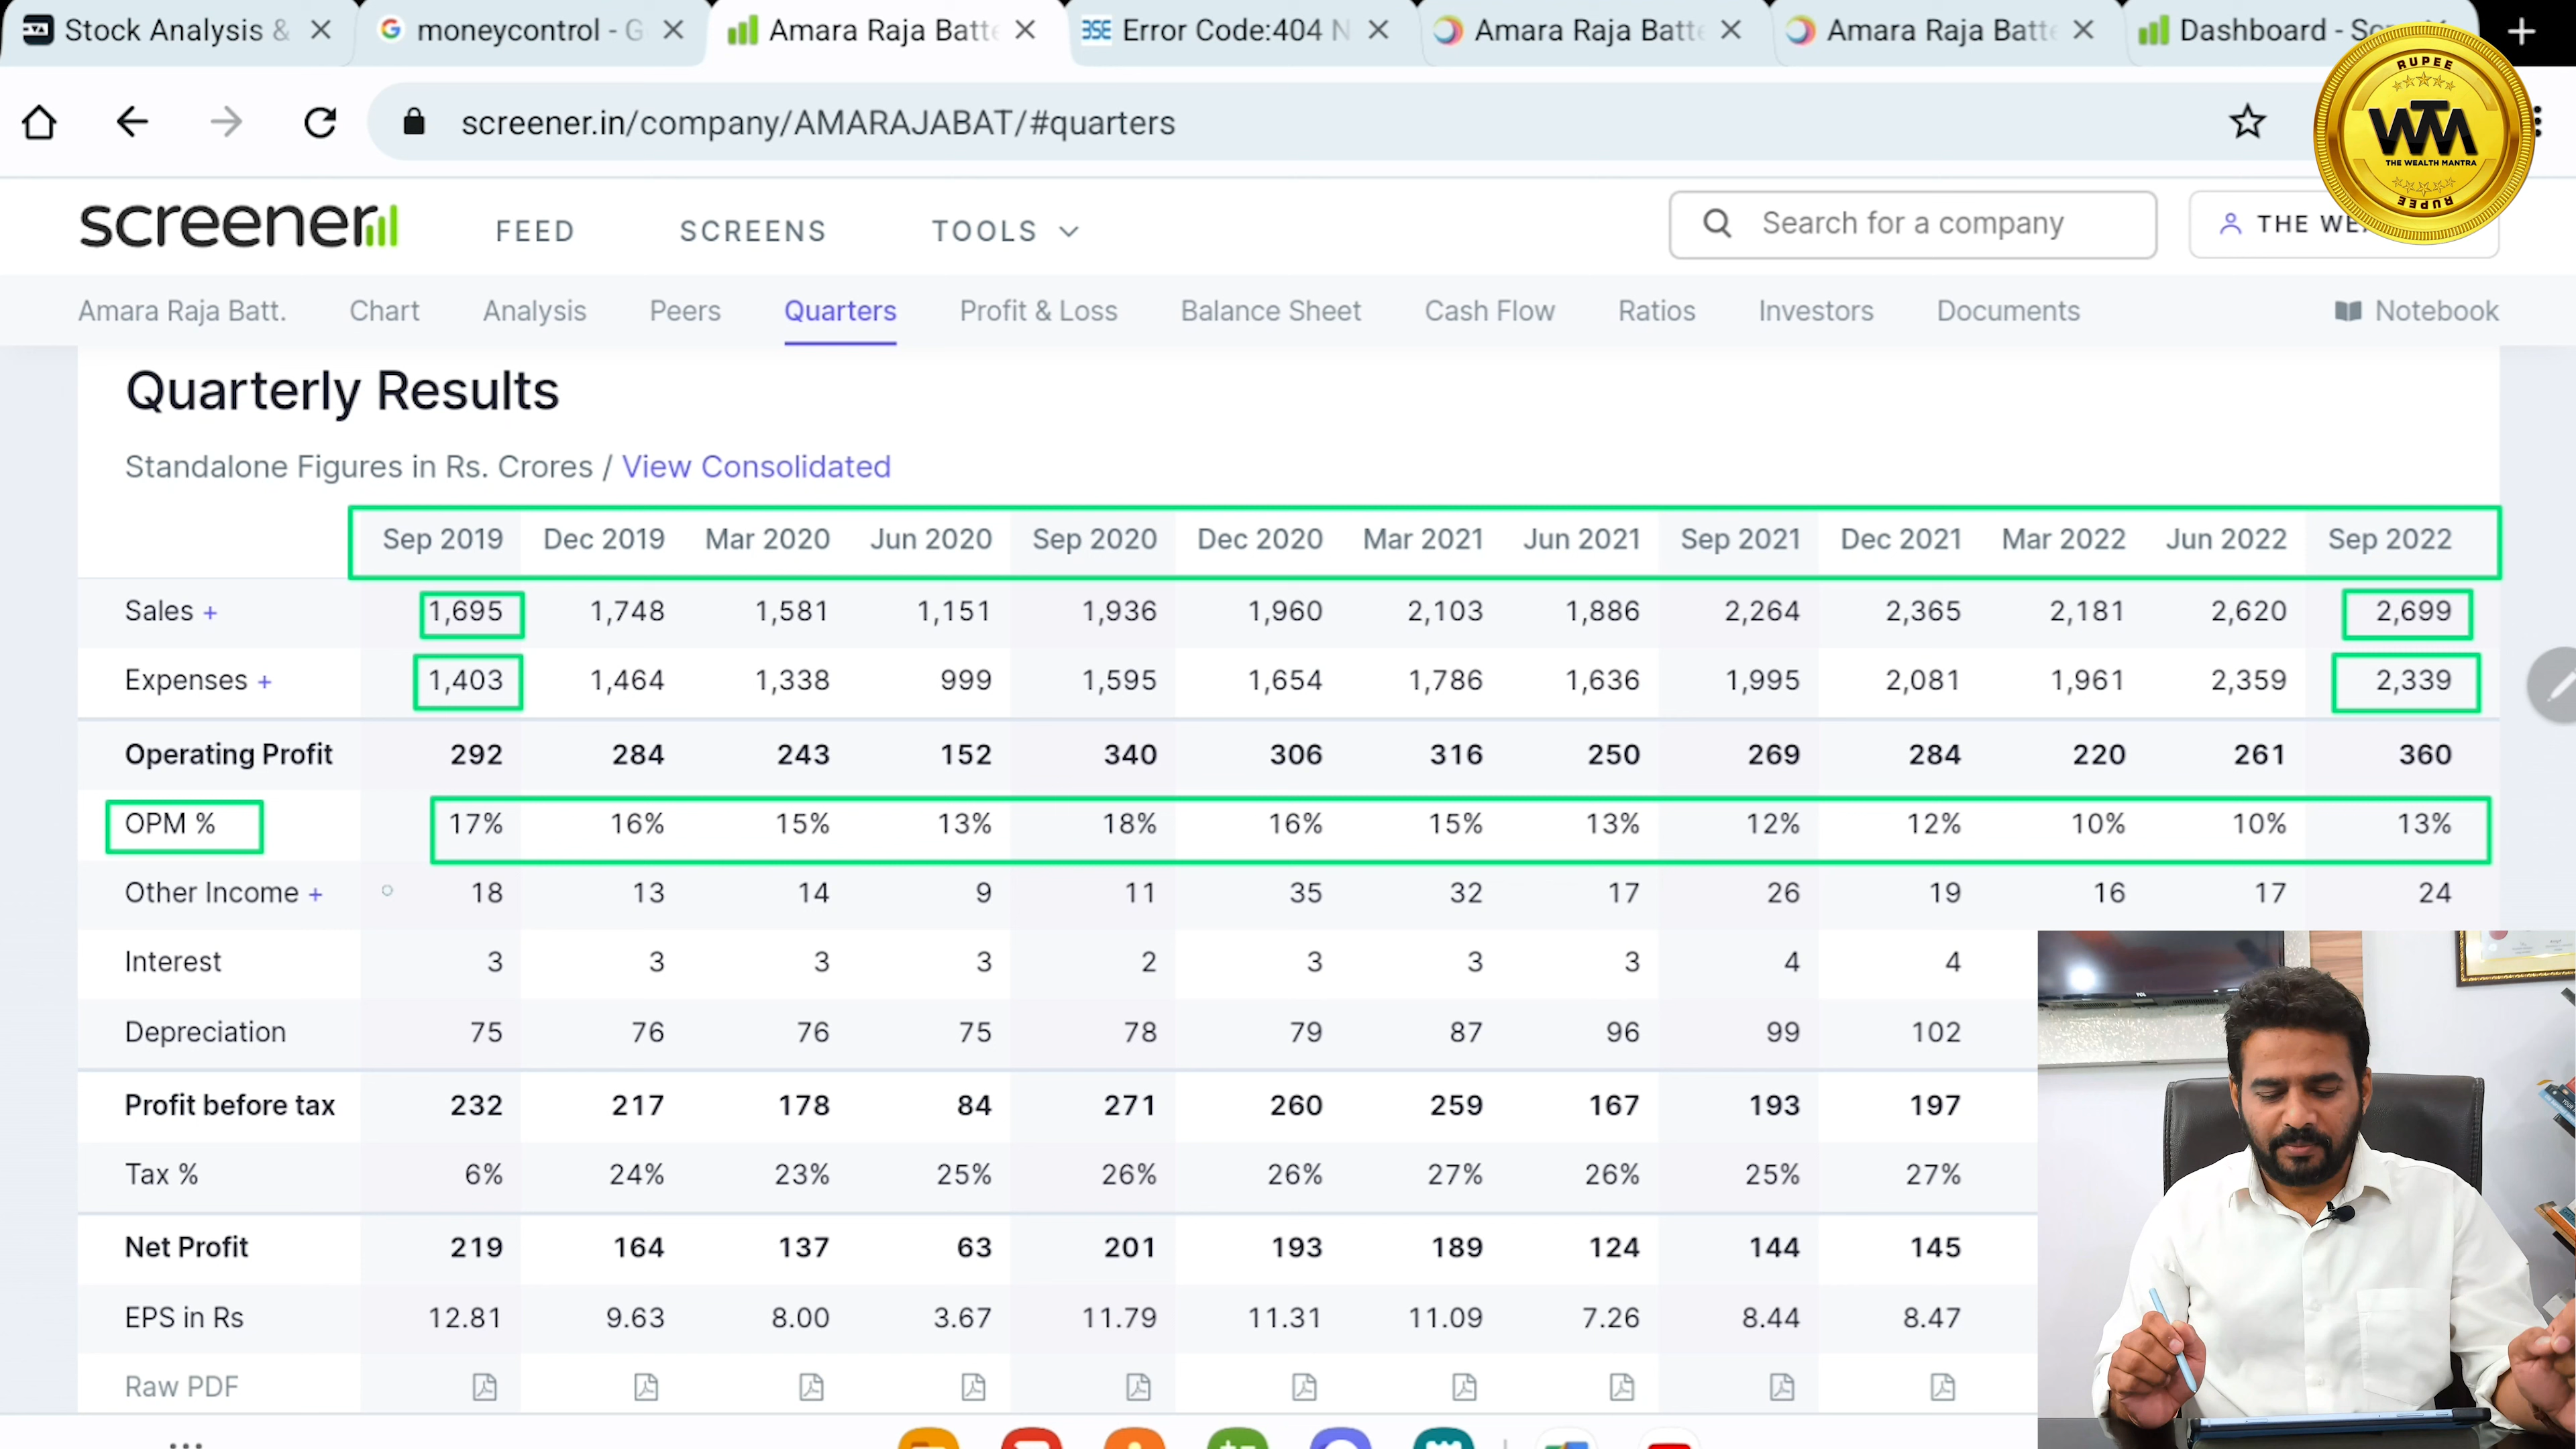 Stock Analysis &
moneycontrol - G
Amara Raja Batt
Error Code:404 N
Amara Raja Batt
Amara Raja Batt
Dashboard - Sc
screener.in/company/AMARAJABAT/#quarters
RUPEE
WTM
THE WEALTH MANTRA
RUPEE
screener
FEED
SCREENS
TOOLS
Search for a company
THE WE
Amara Raja Batt. Chart Analysis Peers Quarters Profit & Loss Balance Sheet Cash Flow Ratios Investors Documents Notebook
Quarterly Results
Standalone Figures in Rs. Crores / View Consolidated
Sep 2019 Dec 2019 Mar 2020 Jun 2020 Sep 2020 Dec 2020 Mar 2021 Jun 2021 Sep 2021 Dec 2021 Mar 2022 Jun 2022 Sep 2022
Sales + 1,695 1,748 1,581 1,151 1,936 1,960 2,103 1,886 2,264 2,365 2,181 2,620 2,699
Expenses + 1,403 1,464 1,338 999 1,595 1,654 1,786 1,636 1,995 2,081 1,961 2,359 2,339
Operating Profit 292 284 243 152 340 306 316 250 269 284 220 261 360
OPM % 17% 16% 15% 13% 18% 16% 15% 13% 12% 12% 10% 10% 13%
Other Income + 18 13 14 9 11 35 32 17 26 19 16 17 24
Interest 3 3 3 3 2 3 3 3 4 4
Depreciation 75 76 76 75 78 79 87 96 99 102
Profit before tax 232 217 178 84 271 260 259 167 193 197
Tax % 6% 24% 23% 25% 26% 26% 27% 26% 25% 27%
Net Profit 219 164 137 63 201 193 189 124 144 145
EPS in Rs 12.81 9.63 8.00 3.67 11.79 11.31 11.09 7.26 8.44 8.47
Raw PDF